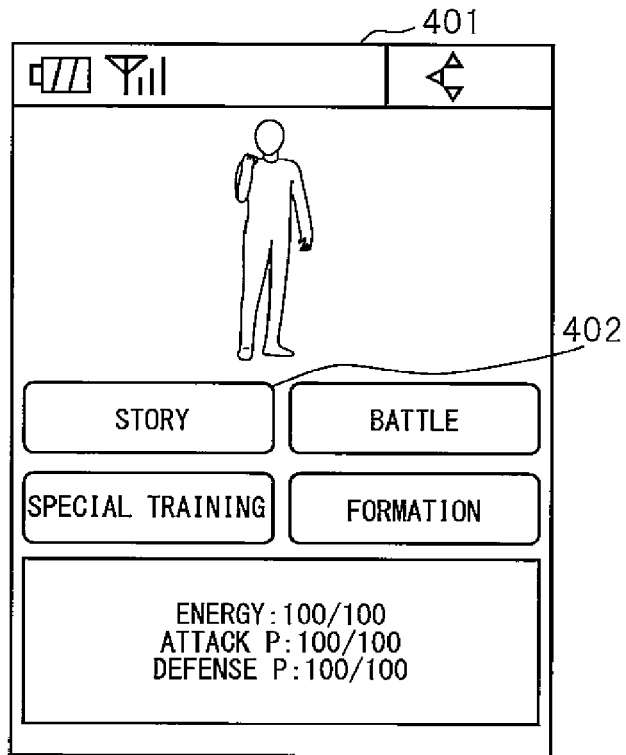 401
402
STORY
BATTLE
SPECIAL TRAINING
FORMATION
ENERGY:100/100
ATTACK P:100/100
DEFENSE P:100/100